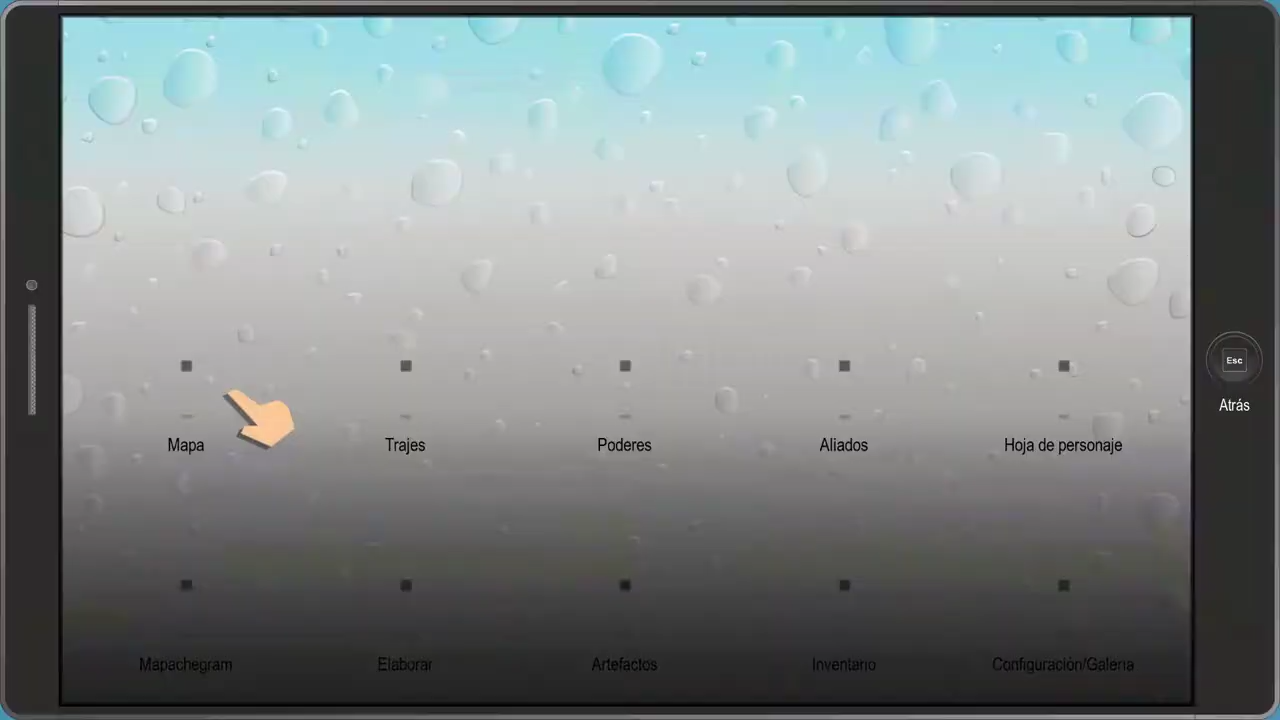 Esc
Atrás
Mapa
Trajes
Poderes
Aliados
Hoja de personaje
Mapachegram
Elaborar
Artefactos
Inventario
Configuración/Galería